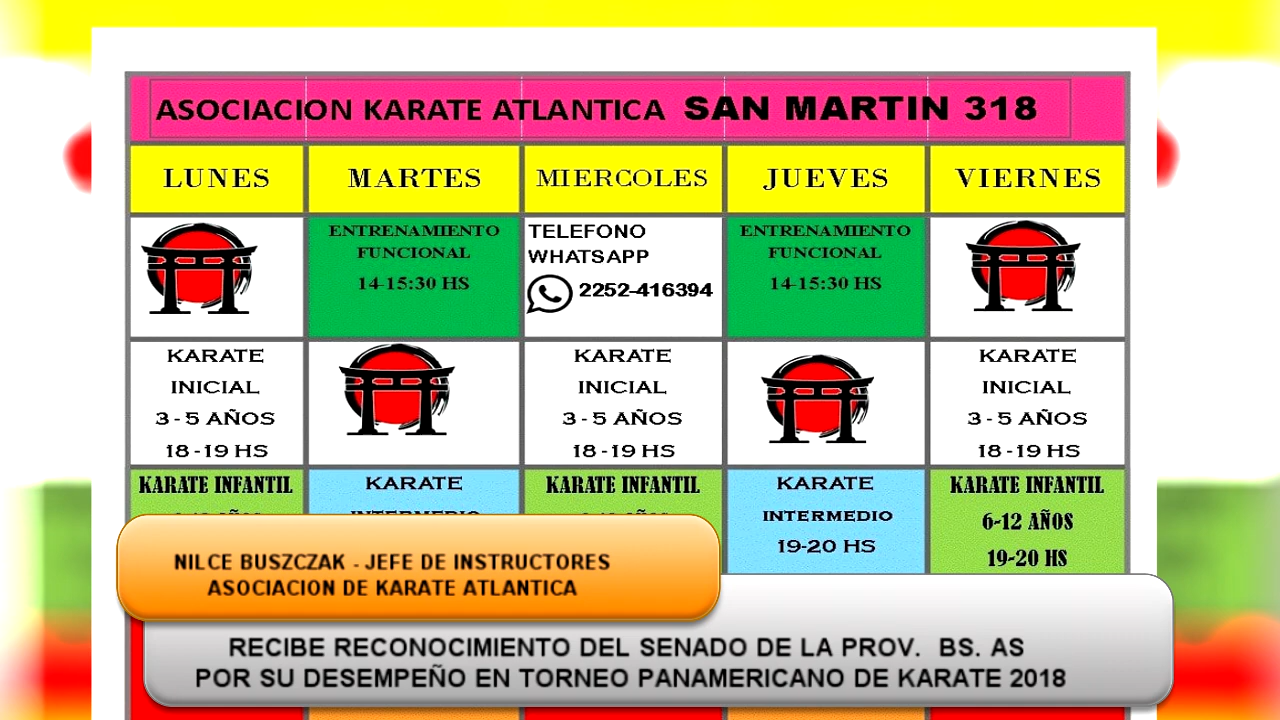 ASOCIACION KARATE ATLANTICA SAN MARTIN 318
LUNES MARTES MIERCOLES JUEVES VIERNES
ENTRENAMIENTO
FUNCIONAL
14-15:30 HS
TELEFONO
WHATSAPP
2252-416394
ENTRENAMIENTO
FUNCIONAL
14-15:30 HS
KARATE
INICIAL
3 - 5 AÑOS
18 -19 HS
KARATE
INICIAL
3 - 5 AÑOS
18 -19 HS
KARATE
INICIAL
3 - 5 AÑOS
18 -19 HS
KARATE INFANTIL
KARATE
INTERMEDIO
KARATE INFANTIL
KARATE
INTERMEDIO
19-20 HS
KARATE INFANTIL
6-12 AÑOS
19-20 HS
NILCE BUSZCZAK - JEFE DE INSTRUCTORES
ASOCIACION DE KARATE ATLANTICA
RECIBE RECONOCIMIENTO DEL SENADO DE LA PROV. BS. AS
POR SU DESEMPEÑO EN TORNEO PANAMERICANO DE KARATE 2018